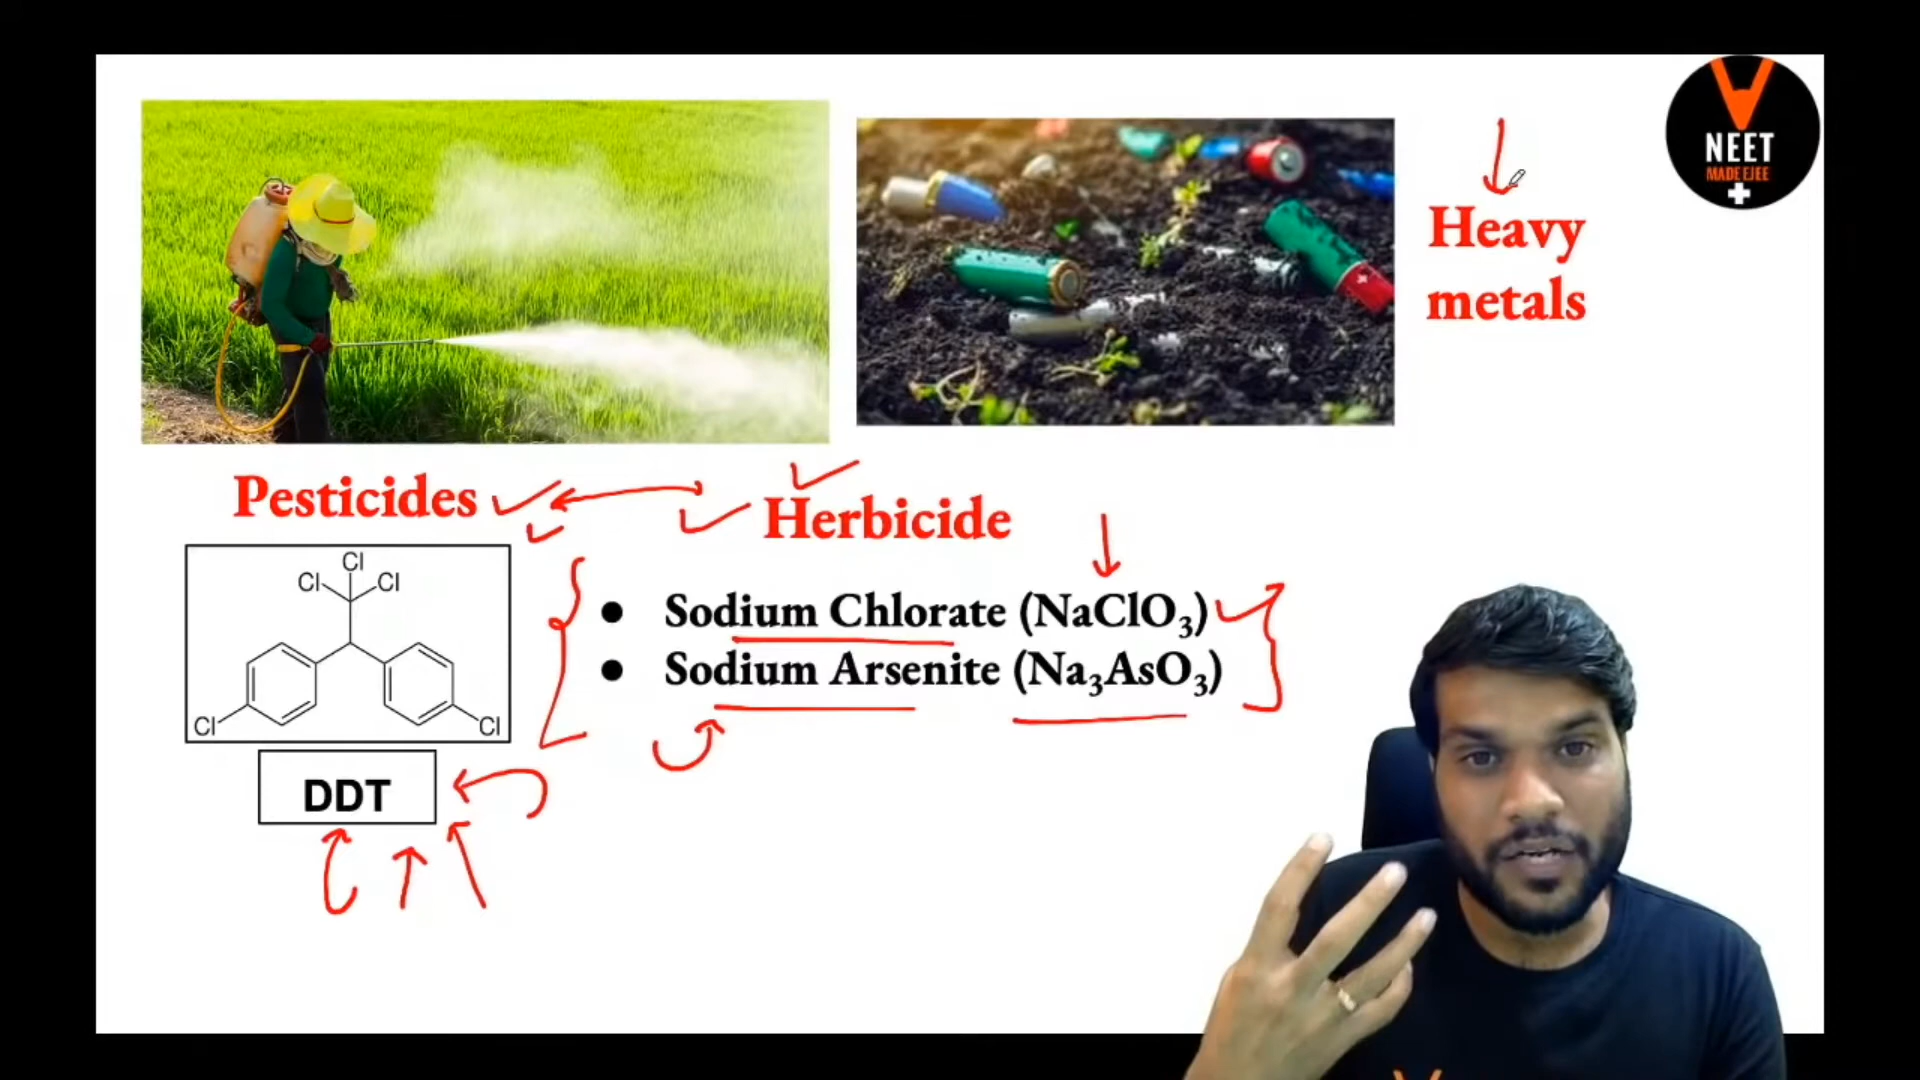 NEET
MADE EJEE
Heavy
metals
Pesticides
Herbicide
Cl
Cl Cl
Cl Cl
DDT
● Sodium Chlorate (NaClO₃)
● Sodium Arsenite (Na₃AsO₃)